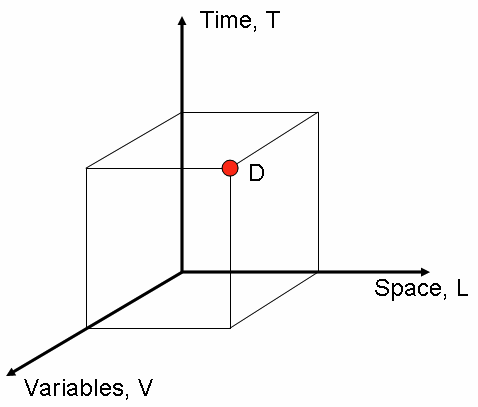 Time, T
D
Space, L
Variables, V